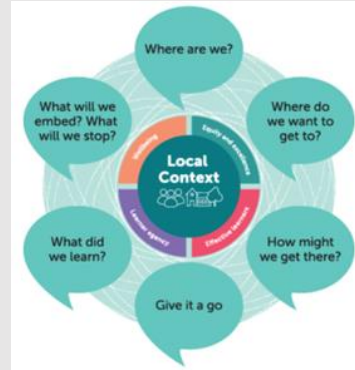 Where are we?
Where do
we want to
get to?
How might
we get there?
Give it a go
What did
we learn?
What will we
embed? What
will we stop?
Wellbeing
Equity and excellence
Effective learners
Learner agency
Local
Context